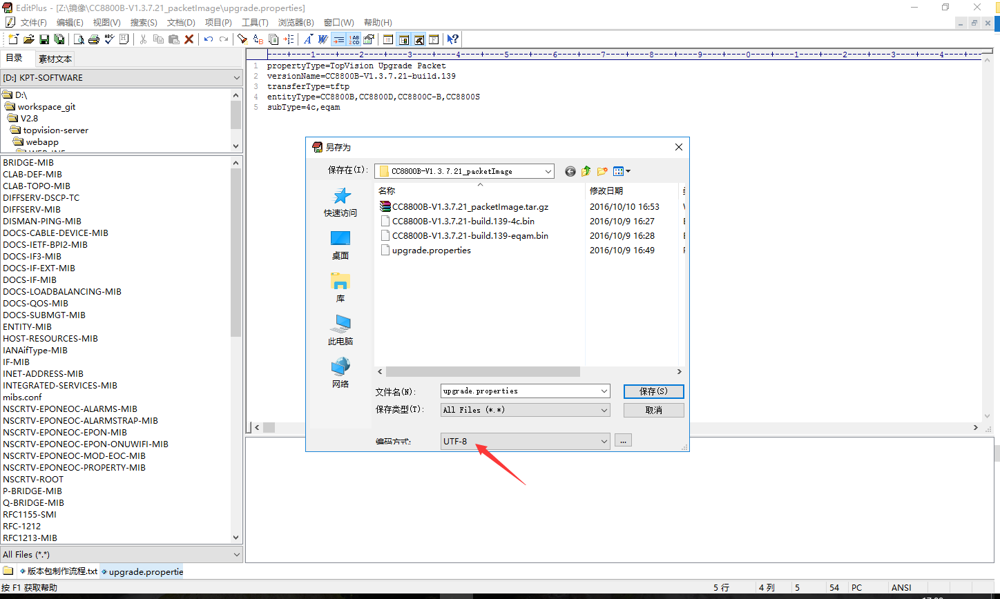 EditPlus - [Z:\镜像\CC8800B-V1.3.7.21_packetImage\upgrade.properties]
文件(F) 编辑(E) 视图(V) 搜索(S) 文档(D) 项目(P) 工具(T) 浏览器(B) 窗口(W) 帮助(H)
目录 素材文本
[D:] KPT-SOFTWARE
D:\
workspace_git
V2.8
topvision-server
webapp
BRIDGE-MIB
CLAB-DEF-MIB
CLAB-TOPO-MIB
DIFFSERV-DSCP-TC
DIFFSERV-MIB
DISMAN-PING-MIB
DOCS-CABLE-DEVICE-MIB
DOCS-IETF-BPI2-MIB
DOCS-IF3-MIB
DOCS-IF-EXT-MIB
DOCS-IF-MIB
DOCS-LOADBALANCING-MIB
DOCS-QOS-MIB
DOCS-SUBMGT-MIB
ENTITY-MIB
HOST-RESOURCES-MIB
IANAifType-MIB
IF-MIB
INET-ADDRESS-MIB
INTEGRATED-SERVICES-MIB
mibs.conf
NSCRTV-EPONEOC-ALARMS-MIB
NSCRTV-EPONEOC-ALARMSTRAP-MIB
NSCRTV-EPONEOC-EPON-MIB
NSCRTV-EPONEOC-EPON-ONUWIFI-MIB
NSCRTV-EPONEOC-MOD-EOC-MIB
NSCRTV-EPONEOC-PROPERTY-MIB
NSCRTV-ROOT
P-BRIDGE-MIB
Q-BRIDGE-MIB
RFC1155-SMI
RFC-1212
RFC1213-MIB
All Files (*.*)
----+----1----+----2----+----3----+----4----+----5----+----6----+----7----+----8----+----9----+----0----+----1----+----2----+----3----+----4----+--
1 propertyType=TopVision Upgrade Packet
2 versionName=CC8800B-V1.3.7.21-build.139
3 transferType=tftp
4 entityType=CC8800B,CC8800D,CC8800C-B,CC8800S
5 subType=4c,eqam
另存为
保存在(I): CC8800B-V1.3.7.21_packetImage
快速访问
桌面
库
此电脑
网络
名称 修改日期
CC8800B-V1.3.7.21_packetImage.tar.gz 2016/10/10 16:53
CC8800B-V1.3.7.21-build.139-4c.bin 2016/10/9 16:27
CC8800B-V1.3.7.21-build.139-eqam.bin 2016/10/9 16:28
upgrade.properties 2016/10/9 16:49
文件名(N): upgrade.properties 保存(S)
保存类型(T): All Files (*.*) 取消
编码方式: UTF-8 ...
版本包制作流程.txt upgrade.propertie
按 F1 获取帮助 5 行 4 列 5 54 PC ANSI